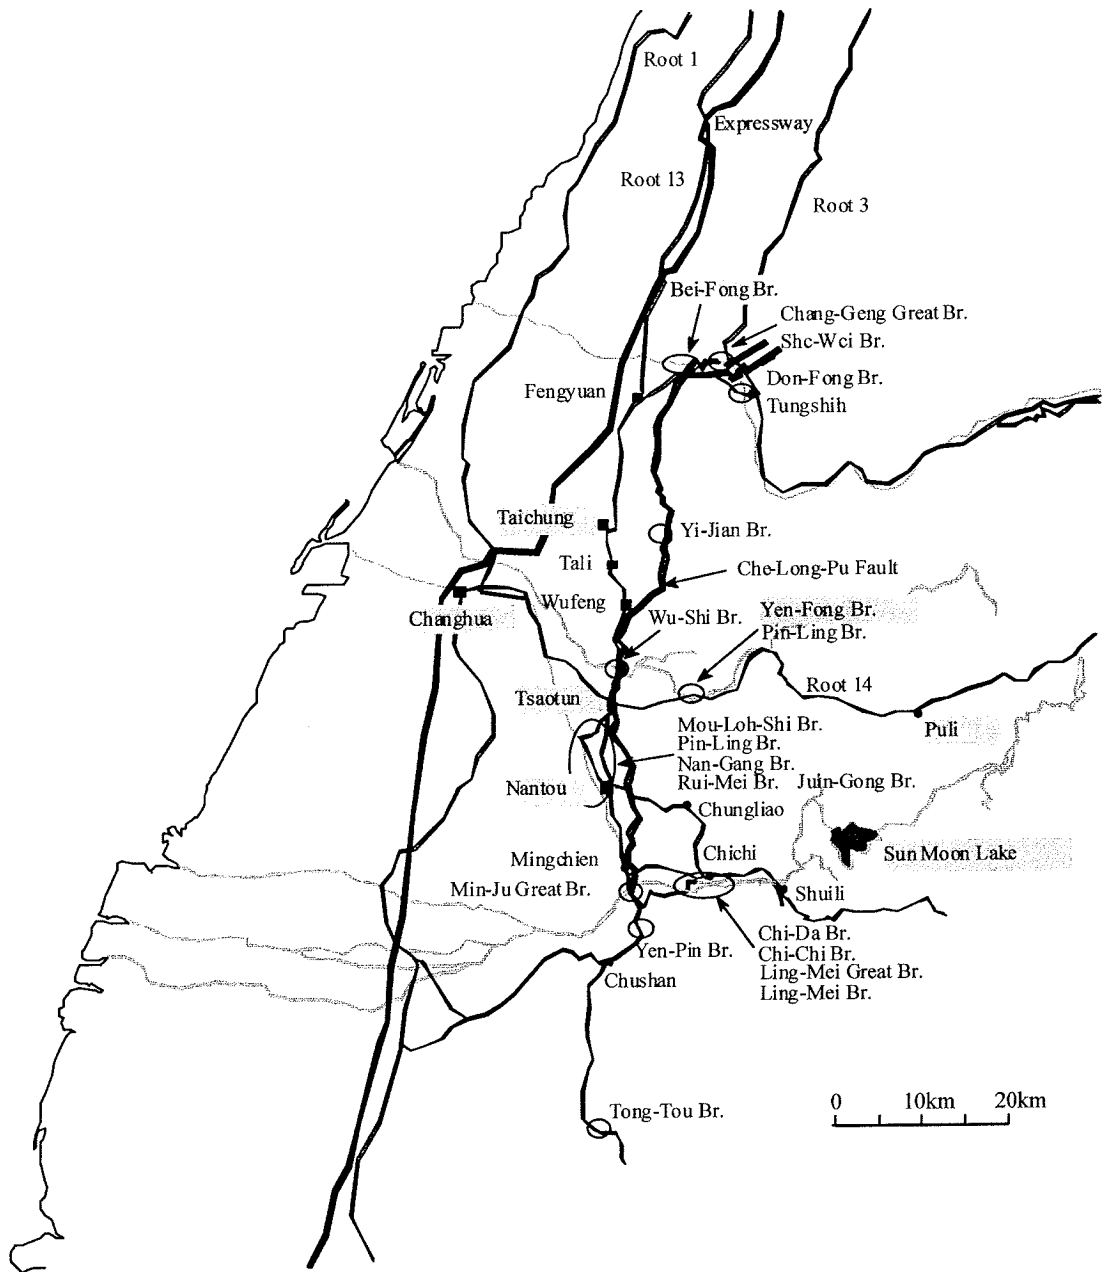 Root 1
Expressway
Root 13
Root 3
Bei-Fong Br.
Chang-Geng Great Br.
She-Wei Br.
Don-Fong Br.
Fengyuan
Tungshih
Taichung
Yi-Jian Br.
Tali
Che-Long-Pu Fault
Wufeng
Yen-Fong Br.
Changhua
Wu-Shi Br.
Pin-Ling Br.
Root 14
Tsaotun
Mou-Loh-Shi Br.
Puli
Pin-Ling Br.
Nan-Gang Br.
Rui-Mei Br.
Juin-Gong Br.
Nantou
Chungliao
Mingchien
Chichi
Sun Moon Lake
Min-Ju Great Br.
Shuili
Chi-Da Br.
Yen-Pin Br.
Chi-Chi Br.
Chushan
Ling-Mei Great Br.
Ling-Mei Br.
0 10km 20km
Tong-Tou Br.